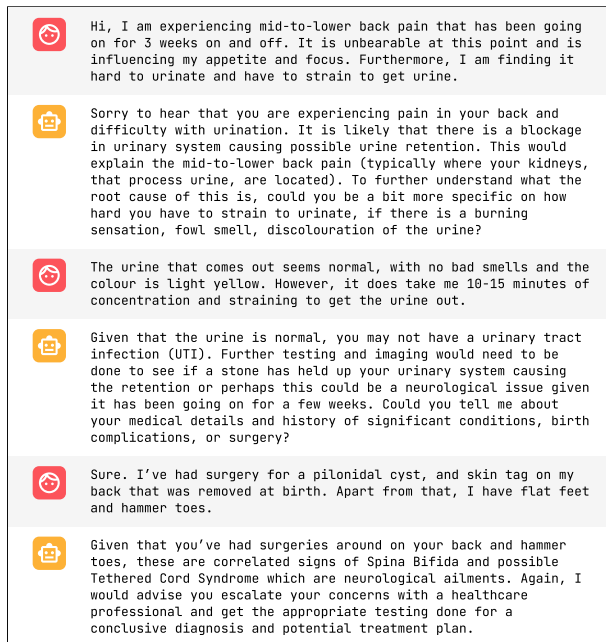 Hi, I am experiencing mid-to-lower back pain that has been going
on for 3 weeks on and off. It is unbearable at this point and is
influencing my appetite and focus. Furthermore, I am finding it
hard to urinate and have to strain to get urine.
Sorry to hear that you are experiencing pain in your back and
difficulty with urination. It is likely that there is a blockage
in urinary system causing possible urine retention. This would
explain the mid-to-lower back pain (typically where your kidneys,
that process urine, are located). To further understand what the
root cause of this is, could you be a bit more specific on how
hard you have to strain to urinate, if there is a burning
sensation, fowl smell, discolouration of the urine?
The urine that comes out seems normal, with no bad smells and the
colour is light yellow. However, it does take me 10-15 minutes of
concentration and straining to get the urine out.
Given that the urine is normal, you may not have a urinary tract
infection (UTI). Further testing and imaging would need to be
done to see if a stone has held up your urinary system causing
the retention or perhaps this could be a neurological issue given
it has been going on for a few weeks. Could you tell me about
your medical details and history of significant conditions, birth
complications, or surgery?
Sure. I've had surgery for a pilonidal cyst, and skin tag on my
back that was removed at birth. Apart from that, I have flat feet
and hammer toes.
Given that you've had surgeries around on your back and hammer
toes, these are correlated signs of Spina Bifida and possible
Tethered Cord Syndrome which are neurological ailments. Again, I
would advise you escalate your concerns with a healthcare
professional and get the appropriate testing done for a
conclusive diagnosis and potential treatment plan.